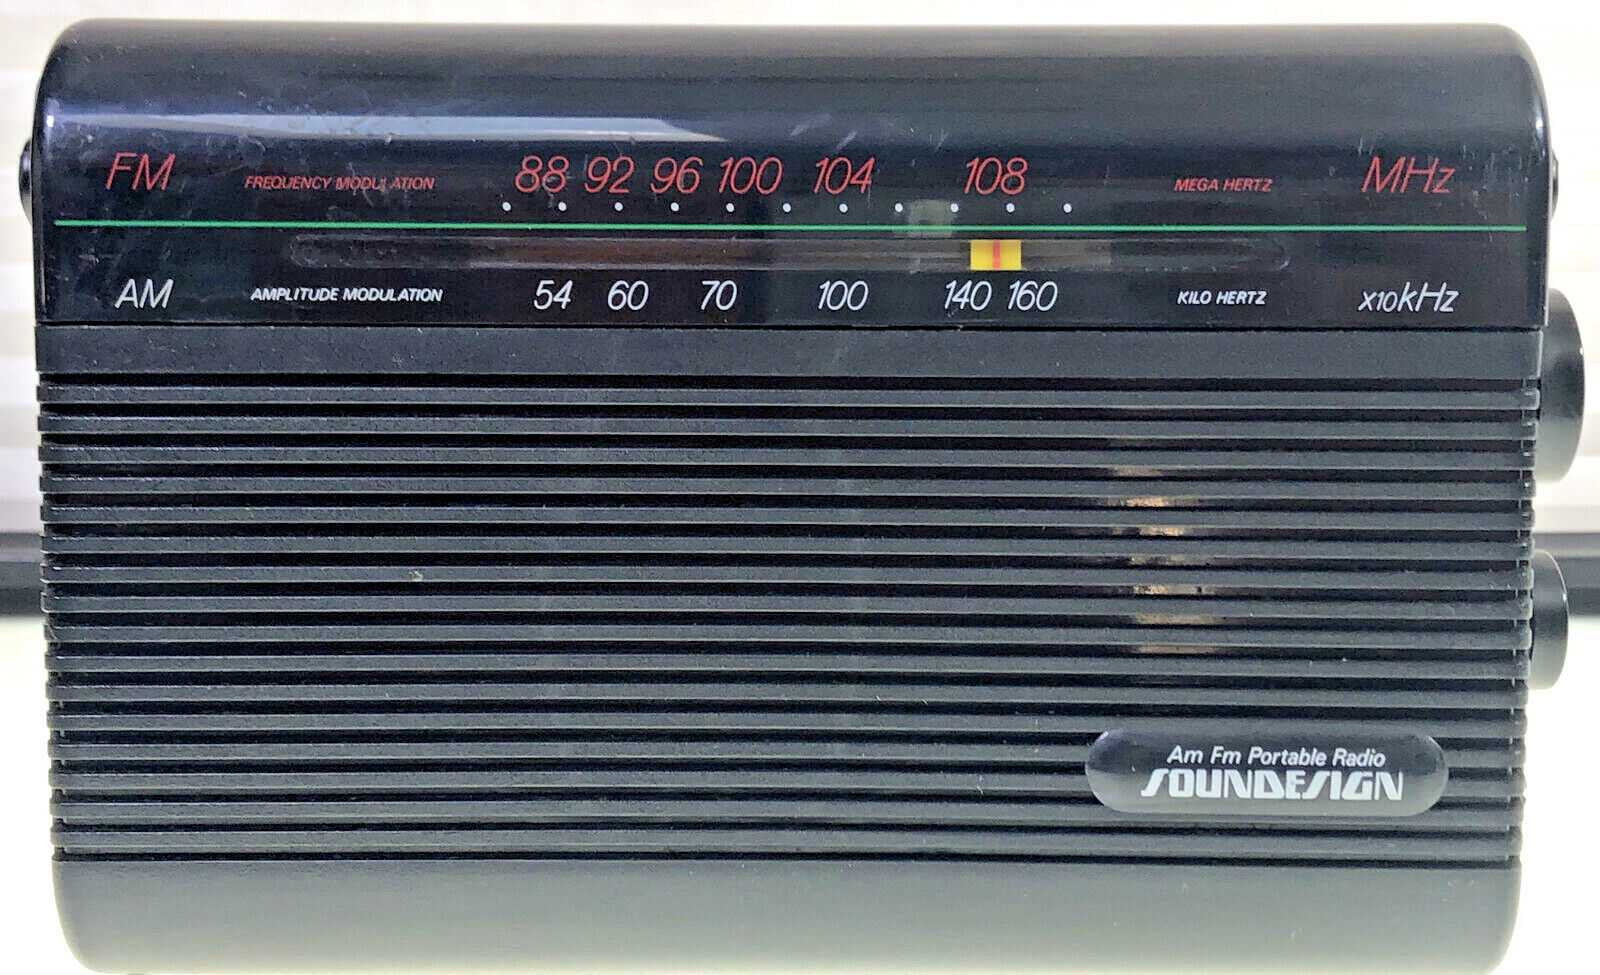 FM FREQUENCY MODULATION 88 92 96 100 104 108 MEGA HERTZ MHz
AM AMPLITUDE MODULATION 54 60 70 100 140 160 KILO HERTZ x10kHz
Am Fm Portable Radio
SOUNDESIGN